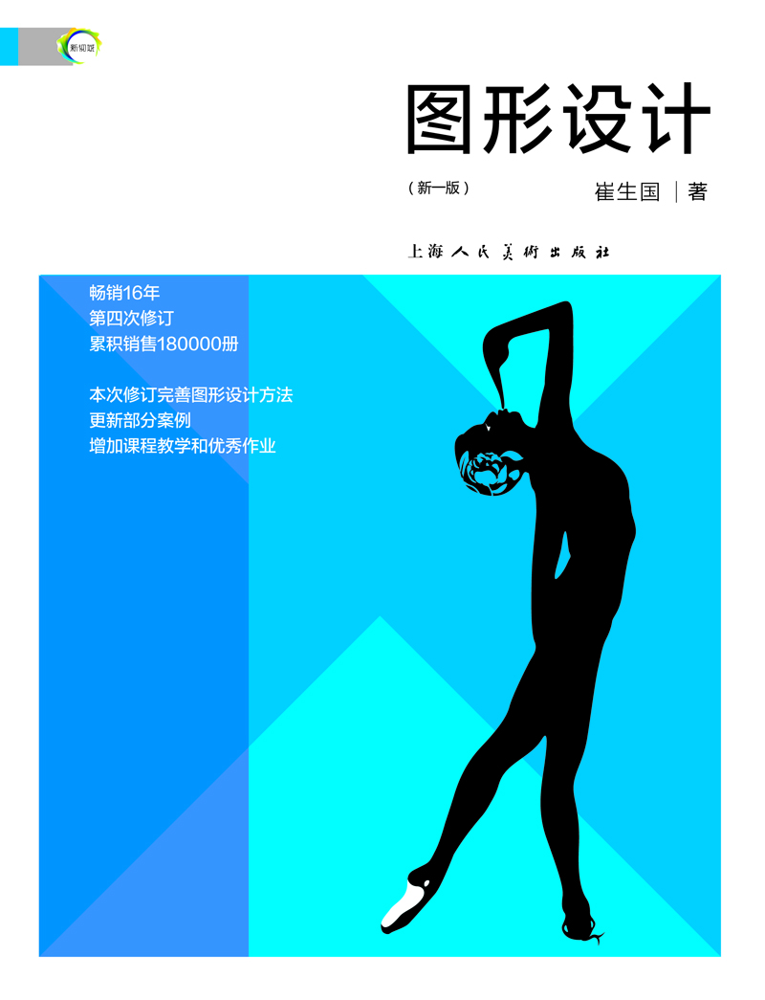 新视域
图形设计
（新一版）
崔生国｜著
上海人民美術出版社
畅销16年
第四次修订
累积销售180000册
本次修订完善图形设计方法
更新部分案例
增加课程教学和优秀作业